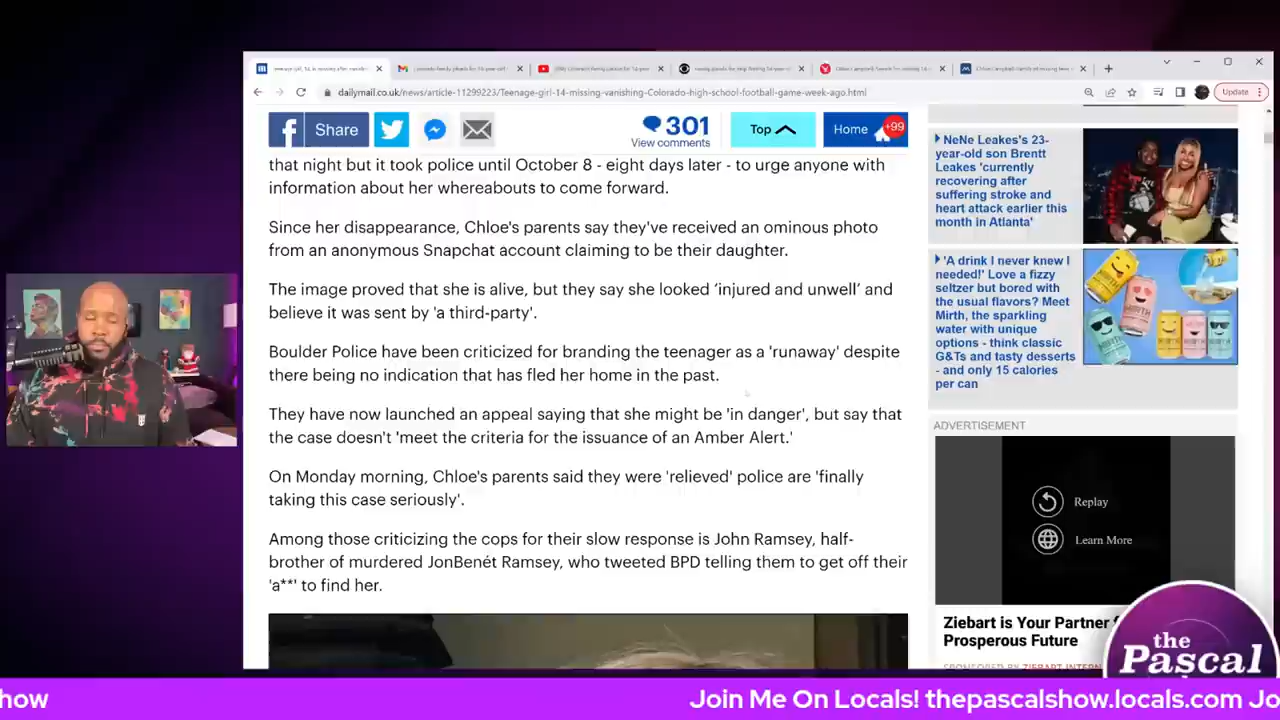 dailymail.co.uk/news/article-11299223/Teenage-girl-14-missing-vanishing-Colorado-high-school-football-game-week-ago.html
Update
Share
301
View comments
Top
Home
+99
that night but it took police until October 8 - eight days later - to urge anyone with
information about her whereabouts to come forward.
Since her disappearance, Chloe's parents say they've received an ominous photo
from an anonymous Snapchat account claiming to be their daughter.
The image proved that she is alive, but they say she looked ‘injured and unwell’ and
believe it was sent by 'a third-party'.
Boulder Police have been criticized for branding the teenager as a 'runaway' despite
there being no indication that has fled her home in the past.
They have now launched an appeal saying that she might be 'in danger', but say that
the case doesn't 'meet the criteria for the issuance of an Amber Alert.'
On Monday morning, Chloe's parents said they were 'relieved' police are 'finally
taking this case seriously'.
Among those criticizing the cops for their slow response is John Ramsey, half-
brother of murdered JonBenét Ramsey, who tweeted BPD telling them to get off their
'a**' to find her.
NeNe Leakes's 23-
year-old son Brentt
Leakes 'currently
recovering after
suffering stroke and
heart attack earlier this
month in Atlanta'
'A drink I never knew I
needed!' Love a fizzy
seltzer but bored with
the usual flavors? Meet
Mirth, the sparkling
water with unique
options - think classic
G&Ts and tasty desserts
- and only 15 calories
per can
ADVERTISEMENT
Replay
Learn More
Ziebart is Your Partner
Prosperous Future
SPONSORED BY ZIEBART
the
Pascal
how
Join Me On Locals! thepascalshow.locals.com Jo